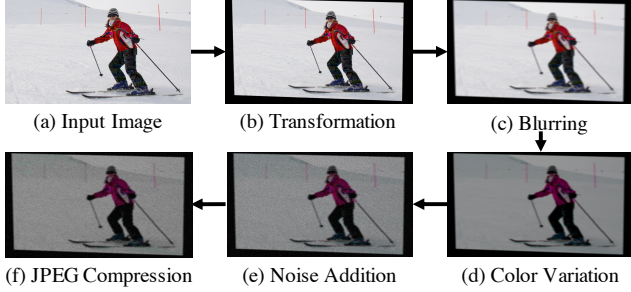 (a) Input Image
(b) Transformation
(c) Blurring
(f) JPEG Compression
(e) Noise Addition
(d) Color Variation